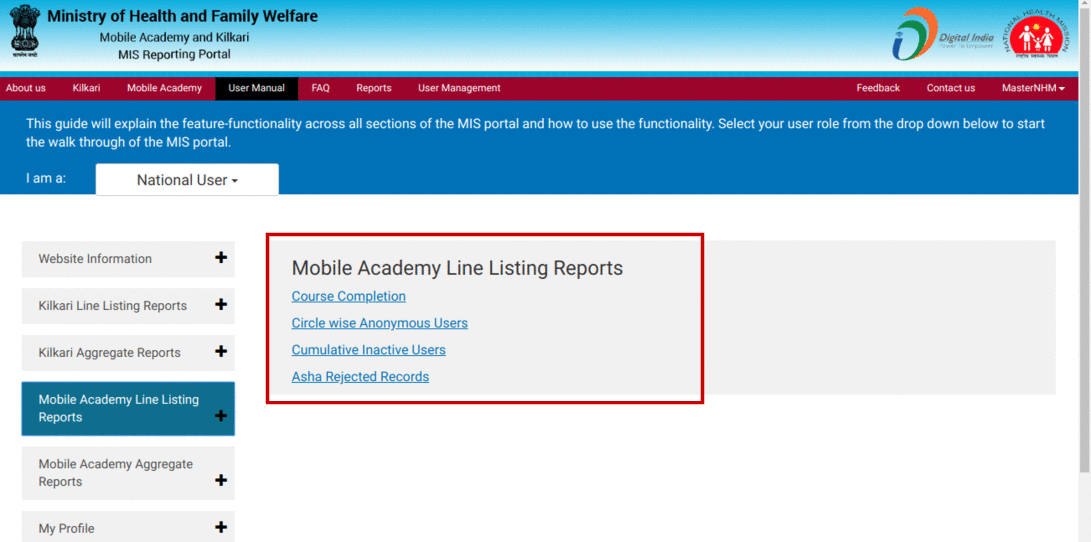 Ministry of Health and Family Welfare
Mobile Academy and Kilkari
MIS Reporting Portal
Digital India
Power To Empower
NATIONAL HEALTH MISSION
About us Kilkari Mobile Academy User Manual FAQ Reports User Management Feedback Contact us MasterNHM
This guide will explain the feature-functionality across all sections of the MIS portal and how to use the functionality. Select your user role from the drop down below to start
the walk through of the MIS portal.
I am a: National User
Website Information
Kilkari Line Listing Reports
Kilkari Aggregate Reports
Mobile Academy Line Listing
Reports
Mobile Academy Aggregate
Reports
My Profile
Mobile Academy Line Listing Reports
Course Completion
Circle wise Anonymous Users
Cumulative Inactive Users
Asha Rejected Records